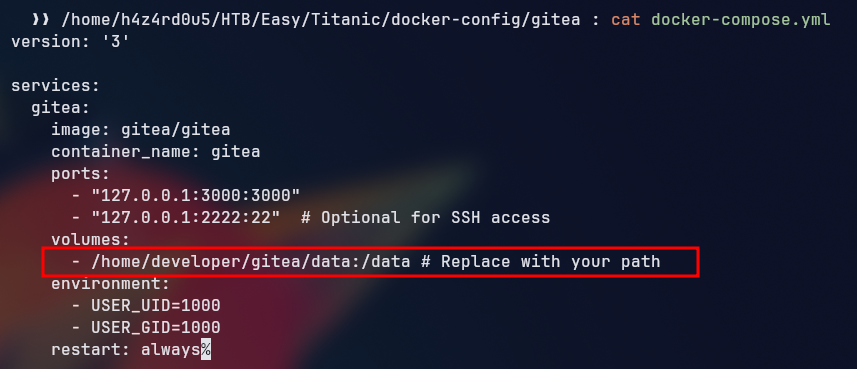 ❯❯ /home/h4z4rd0u5/HTB/Easy/Titanic/docker-config/gitea : cat docker-compose.yml
version: '3'
services:
gitea:
image: gitea/gitea
container_name: gitea
ports:
- "127.0.0.1:3000:3000"
- "127.0.0.1:2222:22"  # Optional for SSH access
volumes:
- /home/developer/gitea/data:/data # Replace with your path
environment:
- USER_UID=1000
- USER_GID=1000
restart: always%